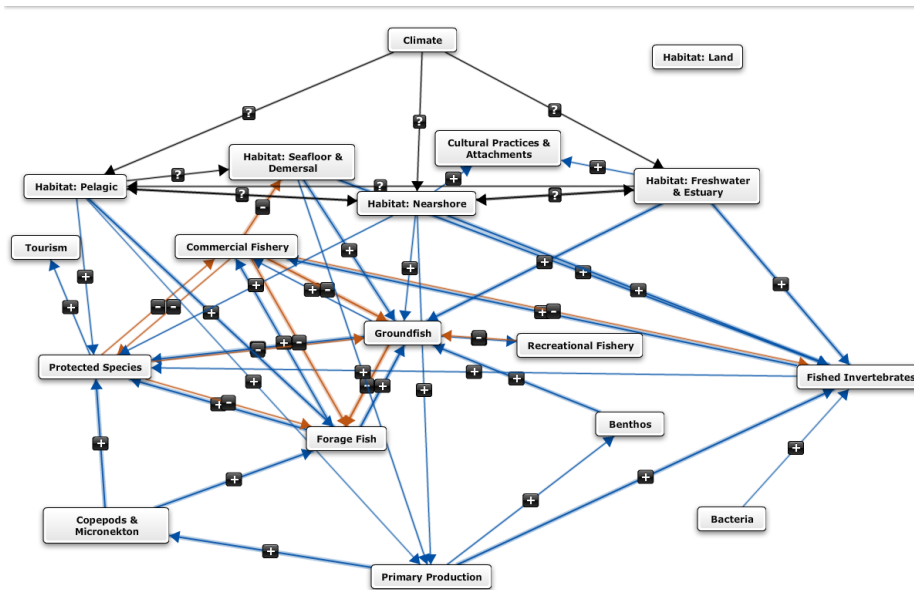 Climate
Habitat: Land
?
?
?
Cultural Practices &
Attachments
Habitat: Seafloor &
Demersal
?
+
+
Habitat: Pelagic
?
?
?
Habitat: Freshwater
& Estuary
Habitat: Nearshore
−
Tourism
Commercial Fishery
+
+
+
+
+
+
+
+
−
+
−
−
+
+
+
−
Groundfish
−
Recreational Fishery
−
+
−
Protected Species
+
+
Fished Invertebrates
+
−
+
+
+
+
−
Benthos
Forage Fish
+
+
+
+
+
Copepods &
Micronekton
Bacteria
+
+
Primary Production